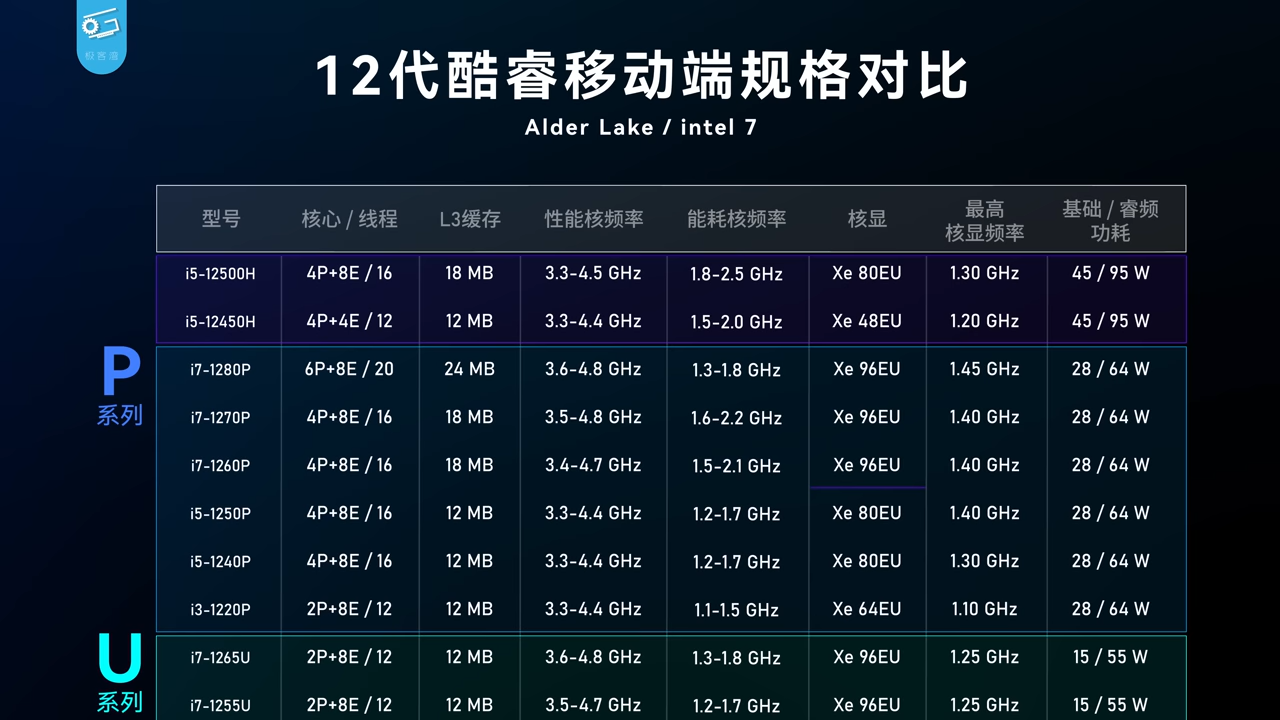 极客湾
12代酷睿移动端规格对比
Alder Lake / intel 7
型号 核心 / 线程 L3缓存 性能核频率 能耗核频率 核显 最高核显频率 基础 / 睿频功耗
i5-12500H 4P+8E / 16 18 MB 3.3-4.5 GHz 1.8-2.5 GHz Xe 80EU 1.30 GHz 45 / 95 W
i5-12450H 4P+4E / 12 12 MB 3.3-4.4 GHz 1.5-2.0 GHz Xe 48EU 1.20 GHz 45 / 95 W
P
系列
i7-1280P 6P+8E / 20 24 MB 3.6-4.8 GHz 1.3-1.8 GHz Xe 96EU 1.45 GHz 28 / 64 W
i7-1270P 4P+8E / 16 18 MB 3.5-4.8 GHz 1.6-2.2 GHz Xe 96EU 1.40 GHz 28 / 64 W
i7-1260P 4P+8E / 16 18 MB 3.4-4.7 GHz 1.5-2.1 GHz Xe 96EU 1.40 GHz 28 / 64 W
i5-1250P 4P+8E / 16 12 MB 3.3-4.4 GHz 1.2-1.7 GHz Xe 80EU 1.40 GHz 28 / 64 W
i5-1240P 4P+8E / 16 12 MB 3.3-4.4 GHz 1.2-1.7 GHz Xe 80EU 1.30 GHz 28 / 64 W
i3-1220P 2P+8E / 12 12 MB 3.3-4.4 GHz 1.1-1.5 GHz Xe 64EU 1.10 GHz 28 / 64 W
U
系列
i7-1265U 2P+8E / 12 12 MB 3.6-4.8 GHz 1.3-1.8 GHz Xe 96EU 1.25 GHz 15 / 55 W
i7-1255U 2P+8E / 12 12 MB 3.5-4.7 GHz 1.2-1.7 GHz Xe 96EU 1.25 GHz 15 / 55 W